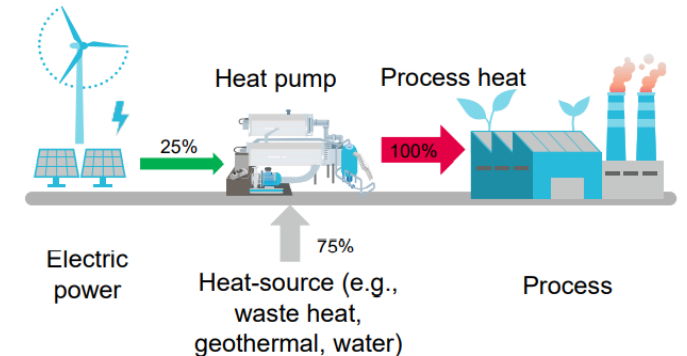 Heat pump
Process heat
25%
100%
75%
Electric
power
Heat-source (e.g.,
waste heat,
geothermal, water)
Process